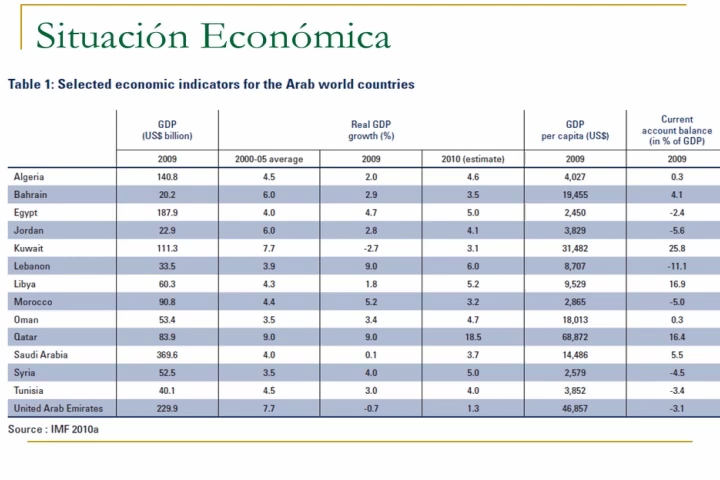 Situación Económica
Table 1: Selected economic indicators for the Arab world countries
GDP (US$ billion) Real GDP growth (%) GDP per capita (US$) Current account balance (in % of GDP)
2009 2000-05 average 2009 2010 (estimate) 2009 2009
Algeria 140.8 4.5 2.0 4.6 4,027 0.3
Bahrain 20.2 6.0 2.9 3.5 19,455 4.1
Egypt 187.9 4.0 4.7 5.0 2,450 -2.4
Jordan 22.9 6.0 2.8 4.1 3,829 -5.6
Kuwait 111.3 7.7 -2.7 3.1 31,482 25.8
Lebanon 33.5 3.9 9.0 6.0 8,707 -11.1
Libya 60.3 4.3 1.8 5.2 9,529 16.9
Morocco 90.8 4.4 5.2 3.2 2,865 -5.0
Oman 53.4 3.5 3.4 4.7 18,013 0.3
Qatar 83.9 9.0 9.0 18.5 68,872 16.4
Saudi Arabia 369.6 4.0 0.1 3.7 14,486 5.5
Syria 52.5 3.5 4.0 5.0 2,579 -4.5
Tunisia 40.1 4.5 3.0 4.0 3,852 -3.4
United Arab Emirates 229.9 7.7 -0.7 1.3 46,857 -3.1
Source : IMF 2010a